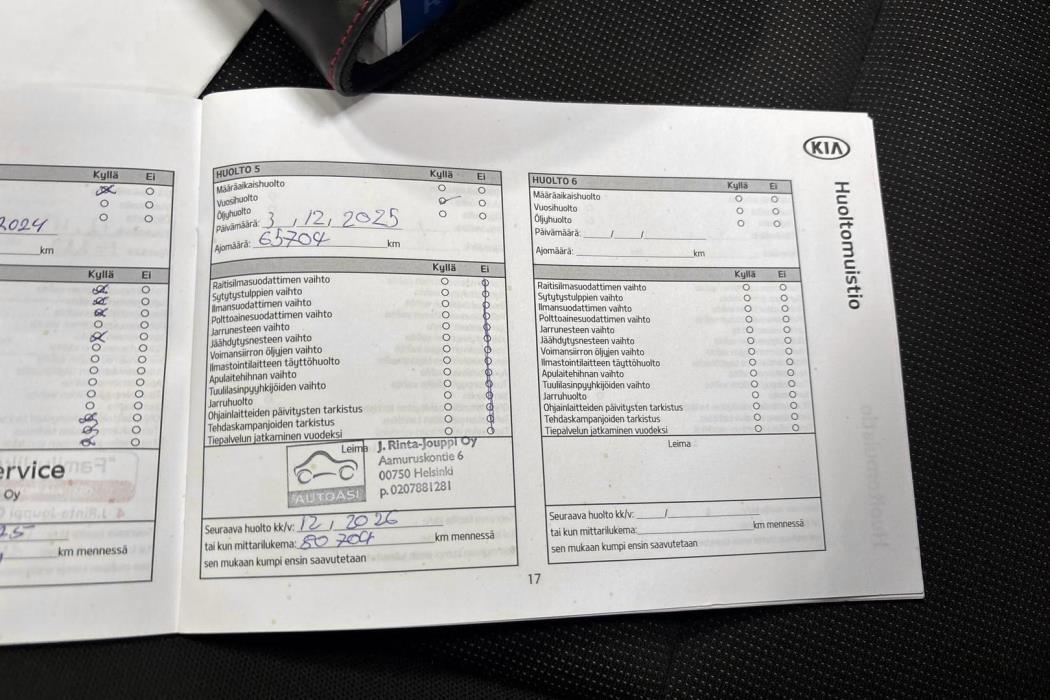 Kyllä Ei
2024
km
Kyllä Ei
ervice
Oy
25
km mennessä
HUOLTO 5
Kyllä Ei
Määräaikaishuolto
Vuosihuolto
Öljyhuolto
Päivämäärä: 3 / 12 / 2025
Ajomäärä: 65704 km
Kyllä Ei
Raitisilmasuodattimen vaihto
Sytytystulppien vaihto
Ilmansuodattimen vaihto
Polttoainesuodattimen vaihto
Jarrunesteen vaihto
Jäähdytysnesteen vaihto
Voimansiirron öljyjen vaihto
Ilmastointilaitteen täyttöhuolto
Apulaitehihnan vaihto
Tuulilasinpyyhkijöiden vaihto
Jarruhuolto
Ohjainlaitteiden päivitysten tarkistus
Tehdaskampanjoiden tarkistus
Tiepalvelun jatkaminen vuodeksi
Leima
J. Rinta-Jouppi Oy
Aamuruskontie 6
00750 Helsinki
p. 0207881281
AUTOASI
Seuraava huolto kk/v: 12 / 2026
tai kun mittarilukema: 80 704 km mennessä
sen mukaan kumpi ensin saavutetaan
17
HUOLTO 6
Kyllä Ei
Määräaikaishuolto
Vuosihuolto
Öljyhuolto
Päivämäärä: / /
Ajomäärä: km
Kyllä Ei
Raitisilmasuodattimen vaihto
Sytytystulppien vaihto
Ilmansuodattimen vaihto
Polttoainesuodattimen vaihto
Jarrunesteen vaihto
Jäähdytysnesteen vaihto
Voimansiirron öljyjen vaihto
Ilmastointilaitteen täyttöhuolto
Apulaitehihnan vaihto
Tuulilasinpyyhkijöiden vaihto
Jarruhuolto
Ohjainlaitteiden päivitysten tarkistus
Tehdaskampanjoiden tarkistus
Tiepalvelun jatkaminen vuodeksi
Leima
Seuraava huolto kk/v: /
tai kun mittarilukema: km mennessä
sen mukaan kumpi ensin saavutetaan
KIA
Huoltomuistio